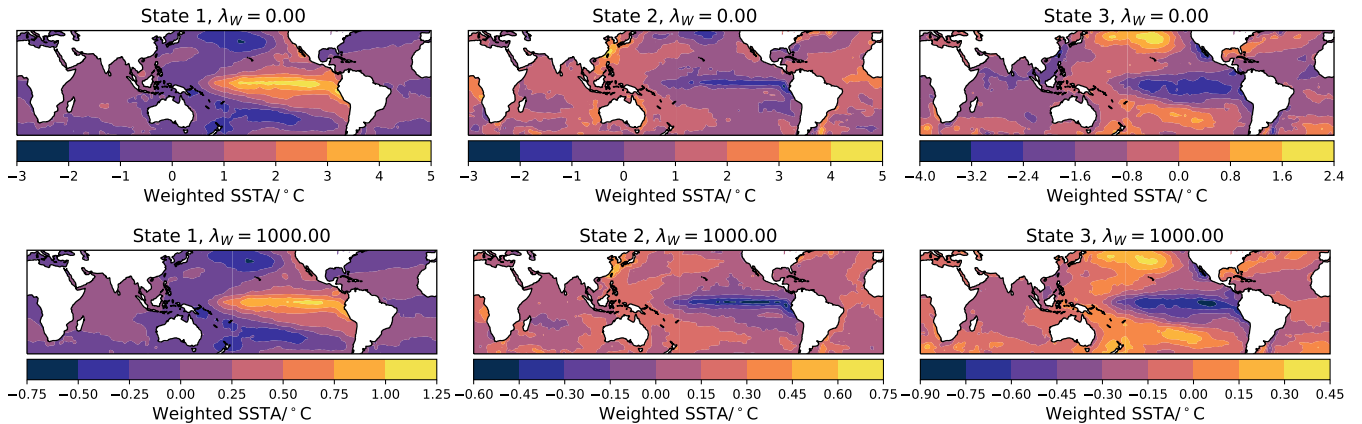 State 1, λ_W = 0.00
State 2, λ_W = 0.00
State 3, λ_W = 0.00
−3 −2 −1 0 1 2 3 4 5
−3 −2 −1 0 1 2 3 4 5
−4.0 −3.2 −2.4 −1.6 −0.8 0.0 0.8 1.6 2.4
Weighted SSTA/°C
Weighted SSTA/°C
Weighted SSTA/°C
State 1, λ_W = 1000.00
State 2, λ_W = 1000.00
State 3, λ_W = 1000.00
−0.75 −0.50 −0.25 0.00 0.25 0.50 0.75 1.00 1.25
−0.60 −0.45 −0.30 −0.15 0.00 0.15 0.30 0.45 0.60 0.75
−0.90 −0.75 −0.60 −0.45 −0.30 −0.15 0.00 0.15 0.30 0.45
Weighted SSTA/°C
Weighted SSTA/°C
Weighted SSTA/°C